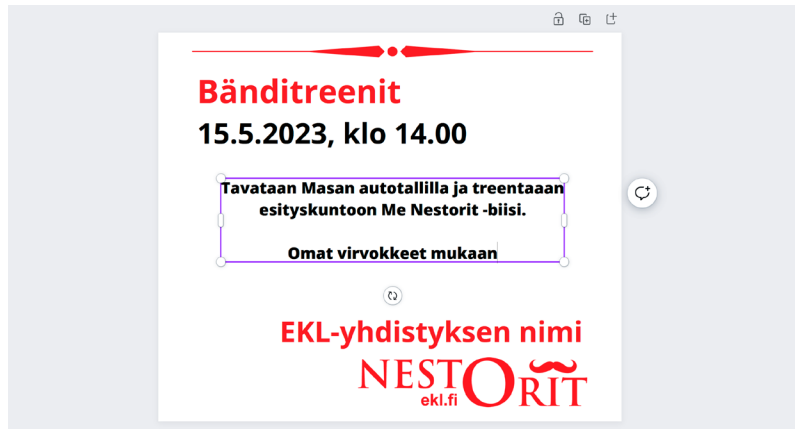 Bänditreenit
15.5.2023, klo 14.00
Tavataan Masan autotallilla ja treentaaan
esityskuntoon Me Nestorit -biisi.
Omat virvokkeet mukaan
EKL-yhdistyksen nimi
NESTORIT
ekl.fi